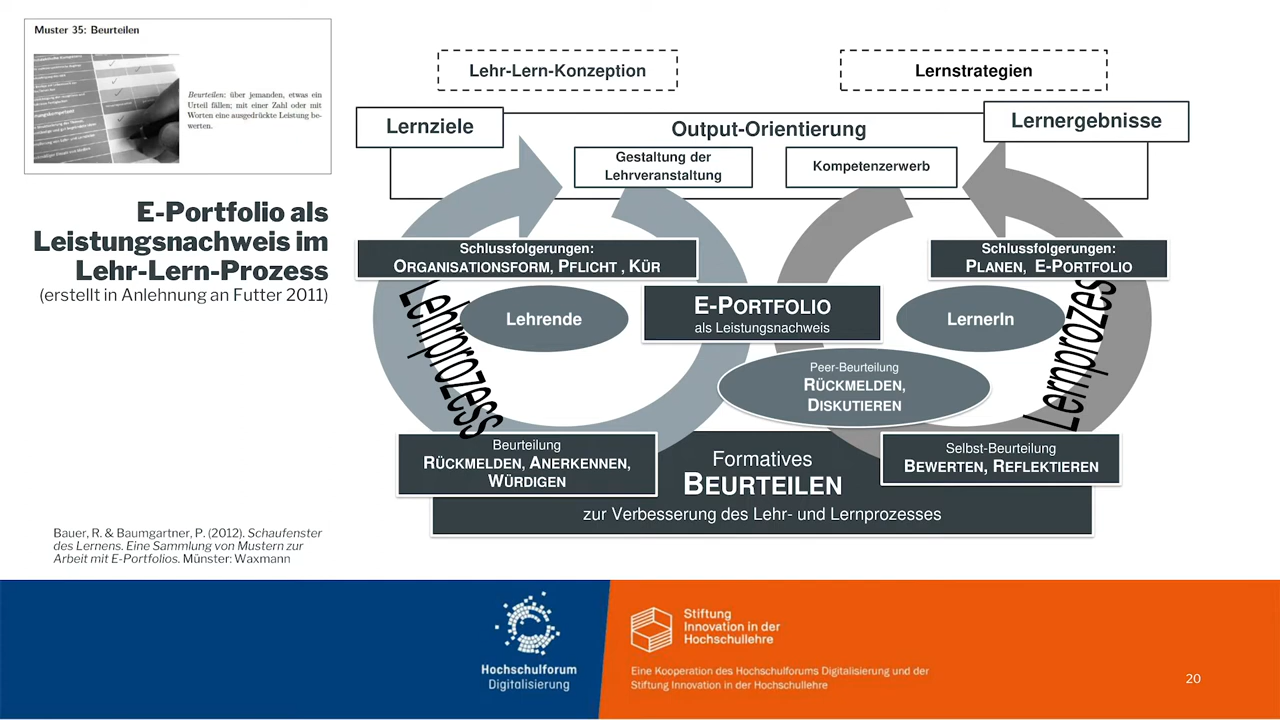 Muster 35: Beurteilen
Beurteilen: über jemanden, etwas ein
Urteil fällen; mit einer Zahl oder mit
Worten eine ausgedrückte Leistung be-
werten.
E-Portfolio als
Leistungsnachweis im
Lehr-Lern-Prozess
(erstellt in Anlehnung an Futter 2011)
Lehr-Lern-Konzeption
Lernstrategien
Lernziele
Output-Orientierung
Lernergebnisse
Gestaltung der
Lehrveranstaltung
Kompetenzerwerb
Schlussfolgerungen:
ORGANISATIONSFORM, PFLICHT , KÜR
Schlussfolgerungen:
PLANEN, E-PORTFOLIO
Lehrprozess
Lehrende
E-PORTFOLIO
als Leistungsnachweis
LernerIn
Lernprozes
Peer-Beurteilung
RÜCKMELDEN,
DISKUTIEREN
Beurteilung
RÜCKMELDEN, ANERKENNEN,
WÜRDIGEN
Formatives
BEURTEILEN
zur Verbesserung des Lehr- und Lernprozesses
Selbst-Beurteilung
BEWERTEN, REFLEKTIEREN
Bauer, R. & Baumgartner, P. (2012). Schaufenster
des Lernens. Eine Sammlung von Mustern zur
Arbeit mit E-Portfolios. Münster: Waxmann
Hochschulforum
Digitalisierung
Stiftung
Innovation in der
Hochschullehre
Eine Kooperation des Hochschulforums Digitalisierung und der
Stiftung Innovation in der Hochschullehre
20